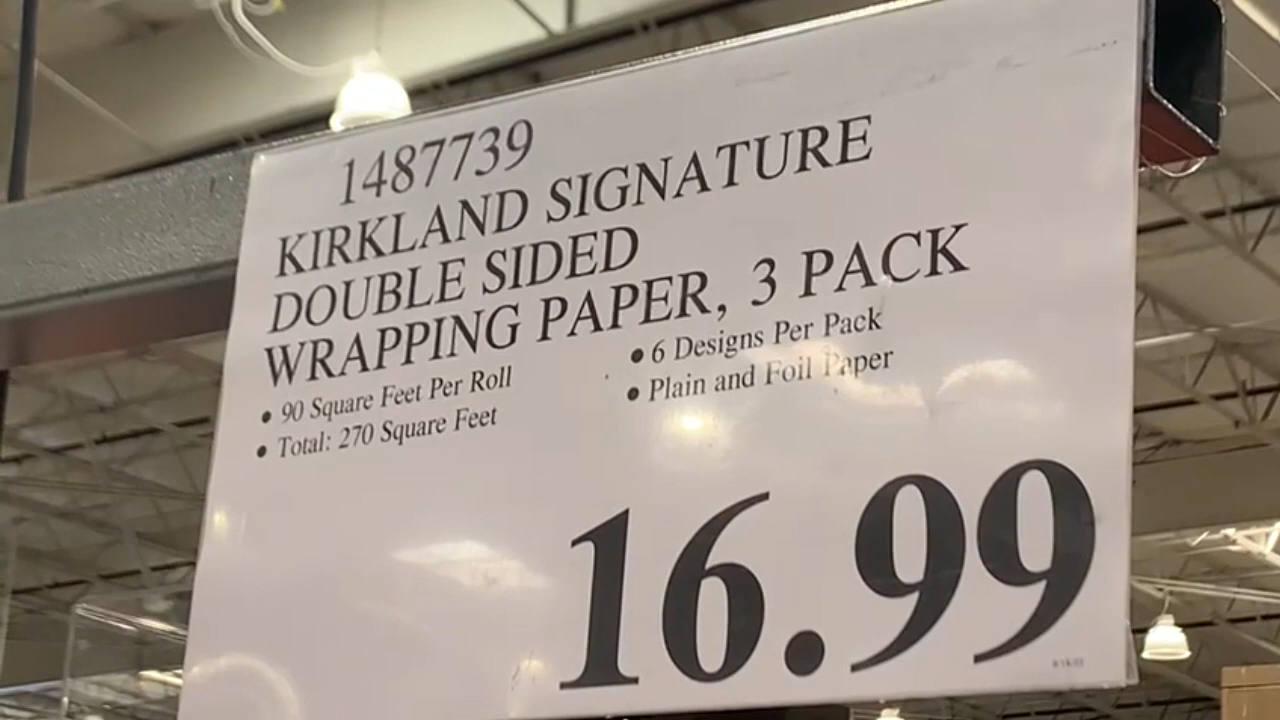 1487739
KIRKLAND SIGNATURE
DOUBLE SIDED
WRAPPING PAPER, 3 PACK
• 90 Square Feet Per Roll
• Total: 270 Square Feet
• 6 Designs Per Pack
• Plain and Foil Paper
16.99